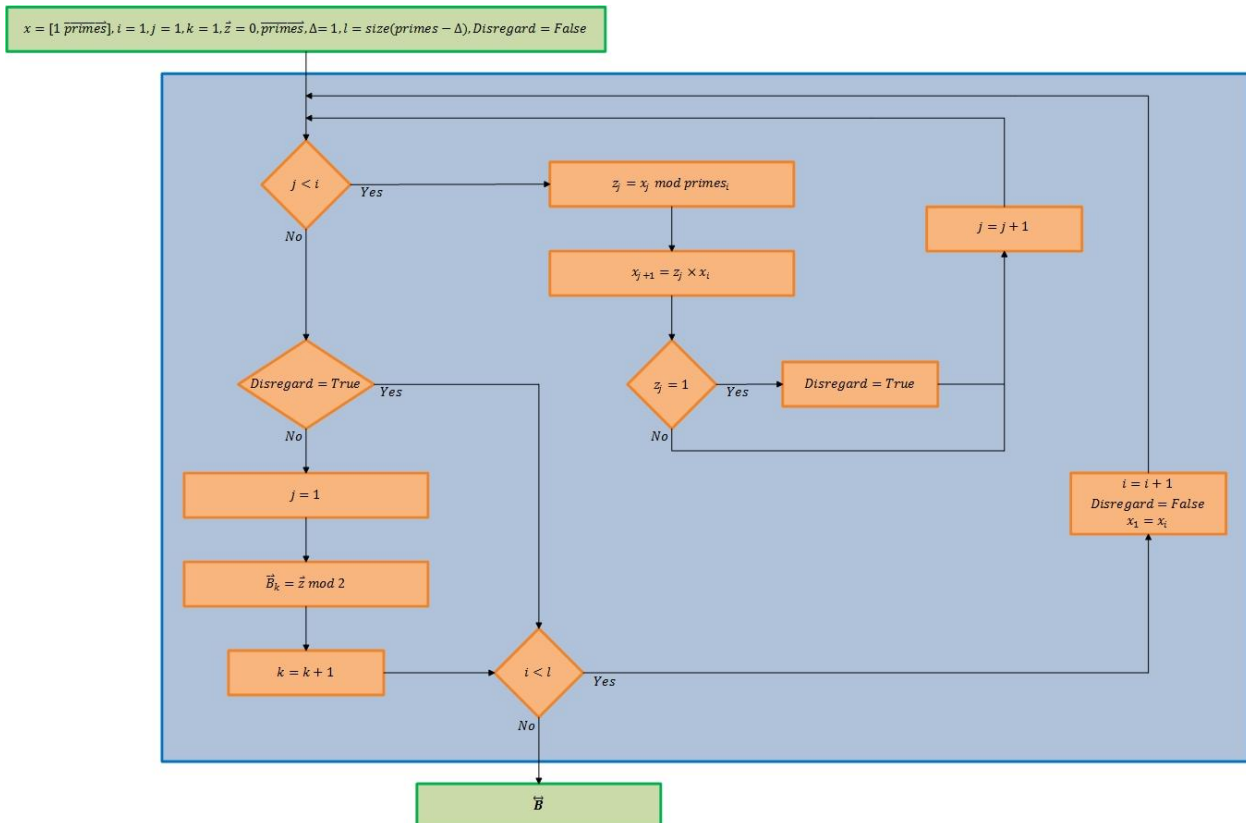 x = [1 primes⃗], i = 1, j = 1, k = 1, z⃗ = 0, primes⃗, Δ = 1, l = size(primes − Δ), Disregard = False
j < i
Yes
No
z_j = x_j mod primes_i
x_{j+1} = z_j × x_i
z_j = 1
Yes
No
Disregard = True
j = j + 1
Disregard = True
Yes
No
j = 1
B⃗_k = z⃗ mod 2
k = k + 1
i < l
Yes
No
i = i + 1
Disregard = False
x_1 = x_i
B⃡